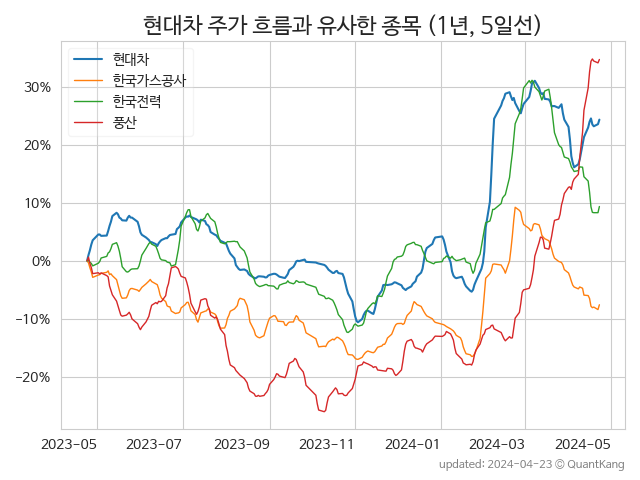 현대차 주가 흐름과 유사한 종목 (1년, 5일선)
현대차
한국가스공사
한국전력
풍산
30%
20%
10%
0%
−10%
−20%
2023-05 2023-07 2023-09 2023-11 2024-01 2024-03 2024-05
updated: 2024-04-23 © QuantKang